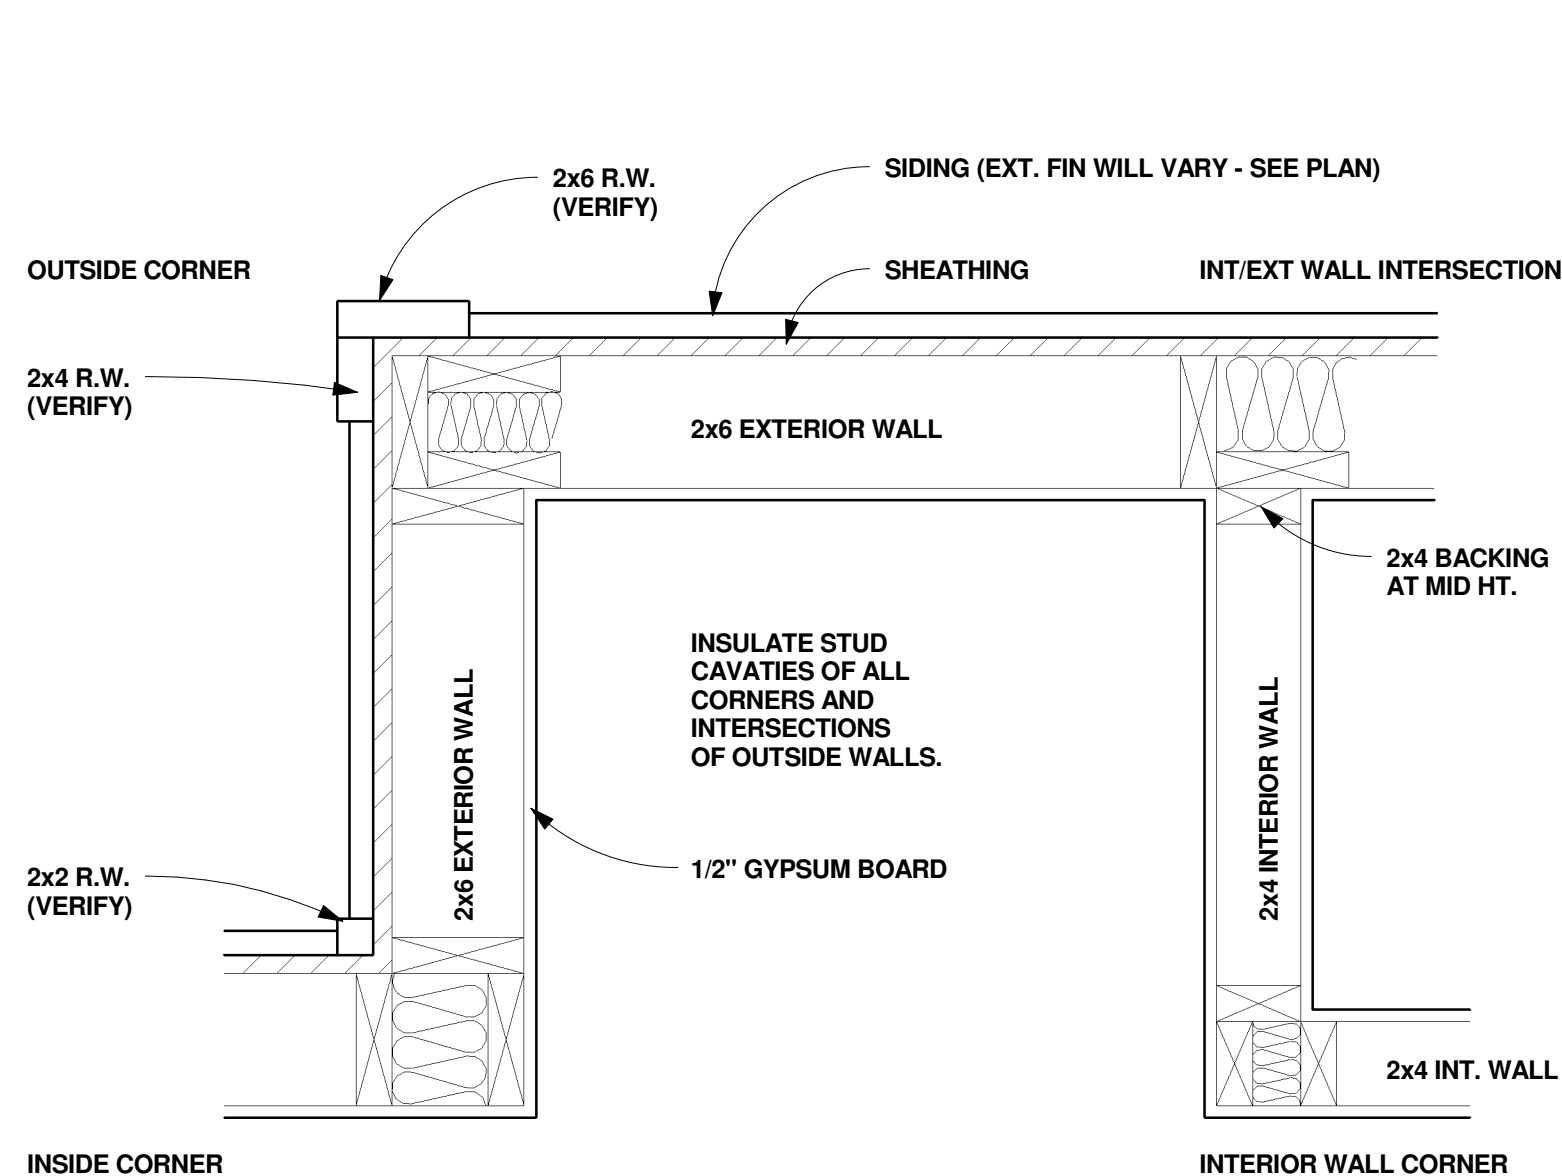 2x6 R.W.
(VERIFY)
SIDING (EXT. FIN WILL VARY - SEE PLAN)
OUTSIDE CORNER
SHEATHING
INT/EXT WALL INTERSECTION
2x4 R.W.
(VERIFY)
2x6 EXTERIOR WALL
2x4 BACKING
AT MID HT.
INSULATE STUD
CAVATIES OF ALL
CORNERS AND
INTERSECTIONS
OF OUTSIDE WALLS.
2x6 EXTERIOR WALL
2x4 INTERIOR WALL
1/2" GYPSUM BOARD
2x2 R.W.
(VERIFY)
2x4 INT. WALL
INSIDE CORNER
INTERIOR WALL CORNER